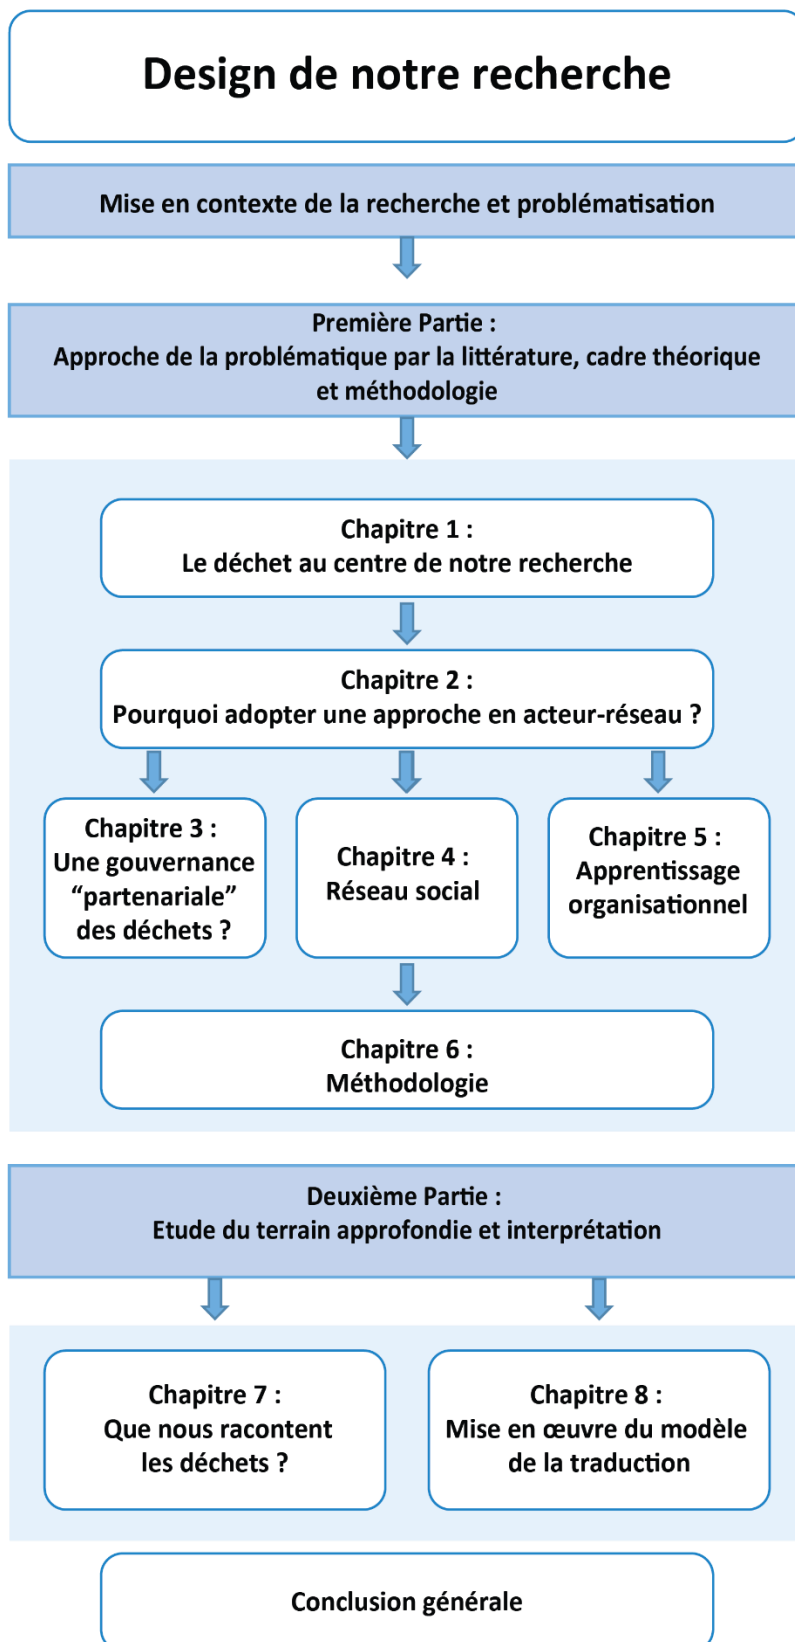 Design de notre recherche
Mise en contexte de la recherche et problématisation
Première Partie :
Approche de la problématique par la littérature, cadre théorique
et méthodologie
Chapitre 1 :
Le déchet au centre de notre recherche
Chapitre 2 :
Pourquoi adopter une approche en acteur-réseau ?
Chapitre 3 :
Une gouvernance
“partenariale”
des déchets ?
Chapitre 4 :
Réseau social
Chapitre 5 :
Apprentissage
organisationnel
Chapitre 6 :
Méthodologie
Deuxième Partie :
Etude du terrain approfondie et interprétation
Chapitre 7 :
Que nous racontent
les déchets ?
Chapitre 8 :
Mise en œuvre du modèle
de la traduction
Conclusion générale